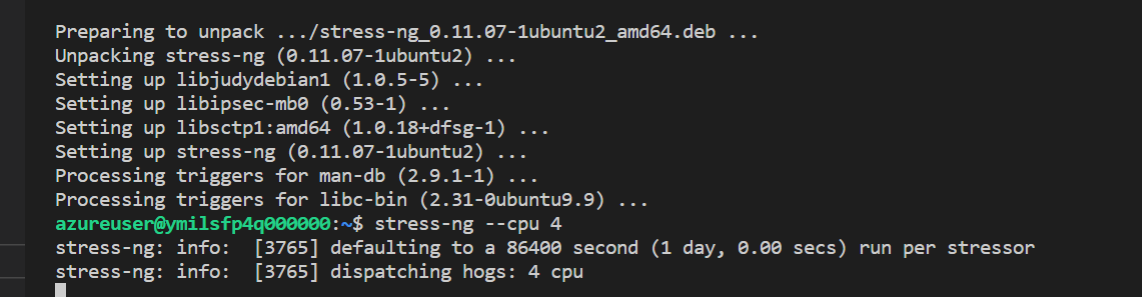 Preparing to unpack .../stress-ng_0.11.07-1ubuntu2_amd64.deb ...
Unpacking stress-ng (0.11.07-1ubuntu2) ...
Setting up libjudydebian1 (1.0.5-5) ...
Setting up libipsec-mb0 (0.53-1) ...
Setting up libsctp1:amd64 (1.0.18+dfsg-1) ...
Setting up stress-ng (0.11.07-1ubuntu2) ...
Processing triggers for man-db (2.9.1-1) ...
Processing triggers for libc-bin (2.31-0ubuntu9.9) ...
azureuser@ymilsfp4q000000:~$ stress-ng --cpu 4
stress-ng: info:  [3765] defaulting to a 86400 second (1 day, 0.00 secs) run per stressor
stress-ng: info:  [3765] dispatching hogs: 4 cpu